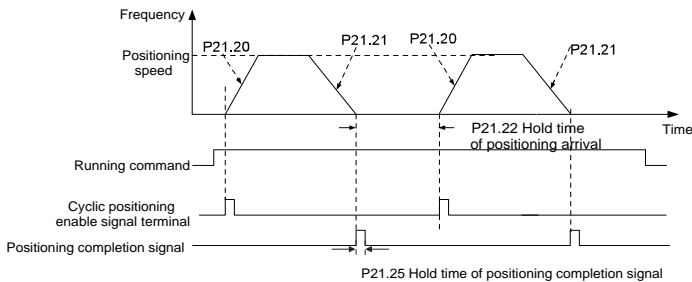 Frequency
P21.20
P21.21
P21.20
P21.21
Positioning
speed
Time
P21.22 Hold time
of positioning arrival
Running command
Cyclic positioning
enable signal terminal
Positioning completion signal
P21.25 Hold time of positioning completion signal